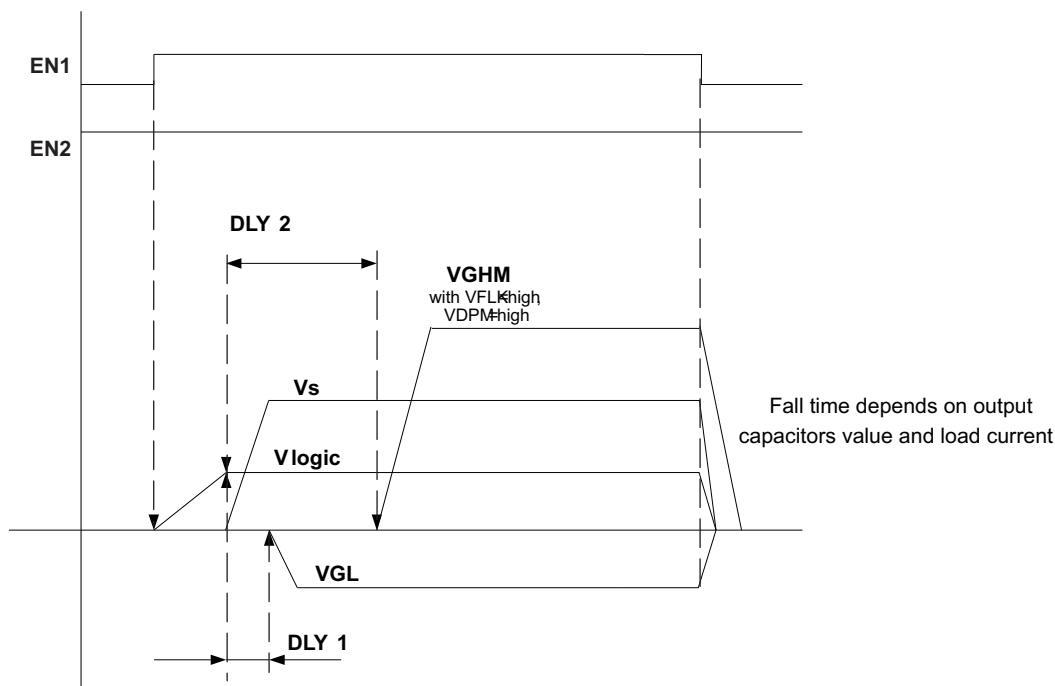 EN1
EN2
DLY 2
VGHM
with VFLK=high,
VDPM=high
Vs
Vlogic
Fall time depends on output
capacitors value and load current
VGL
DLY 1